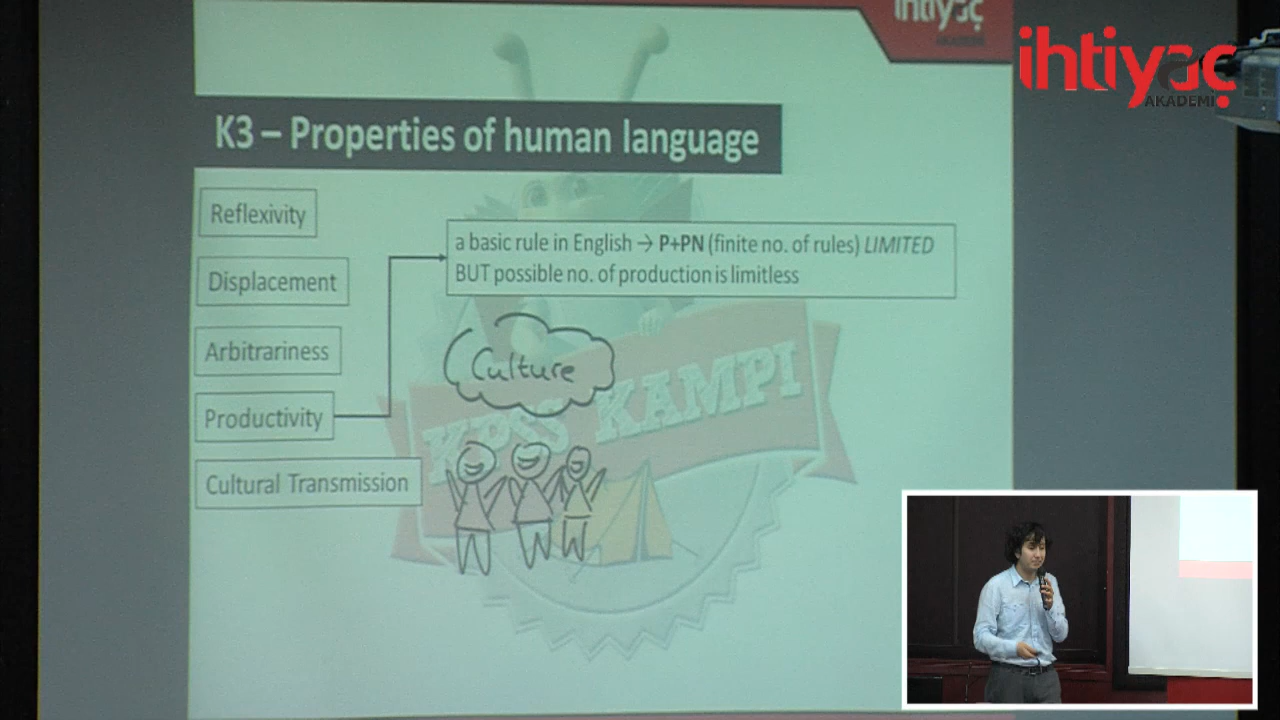 ihtiyaç
AKADEMİ
ihtiyaç
AKADEMİ
K3 – Properties of human language
Reflexivity
Displacement
Arbitrariness
Productivity
Cultural Transmission
a basic rule in English → P+PN (finite no. of rules) LIMITED
BUT possible no. of production is limitless
Culture
KPSS KAMPI